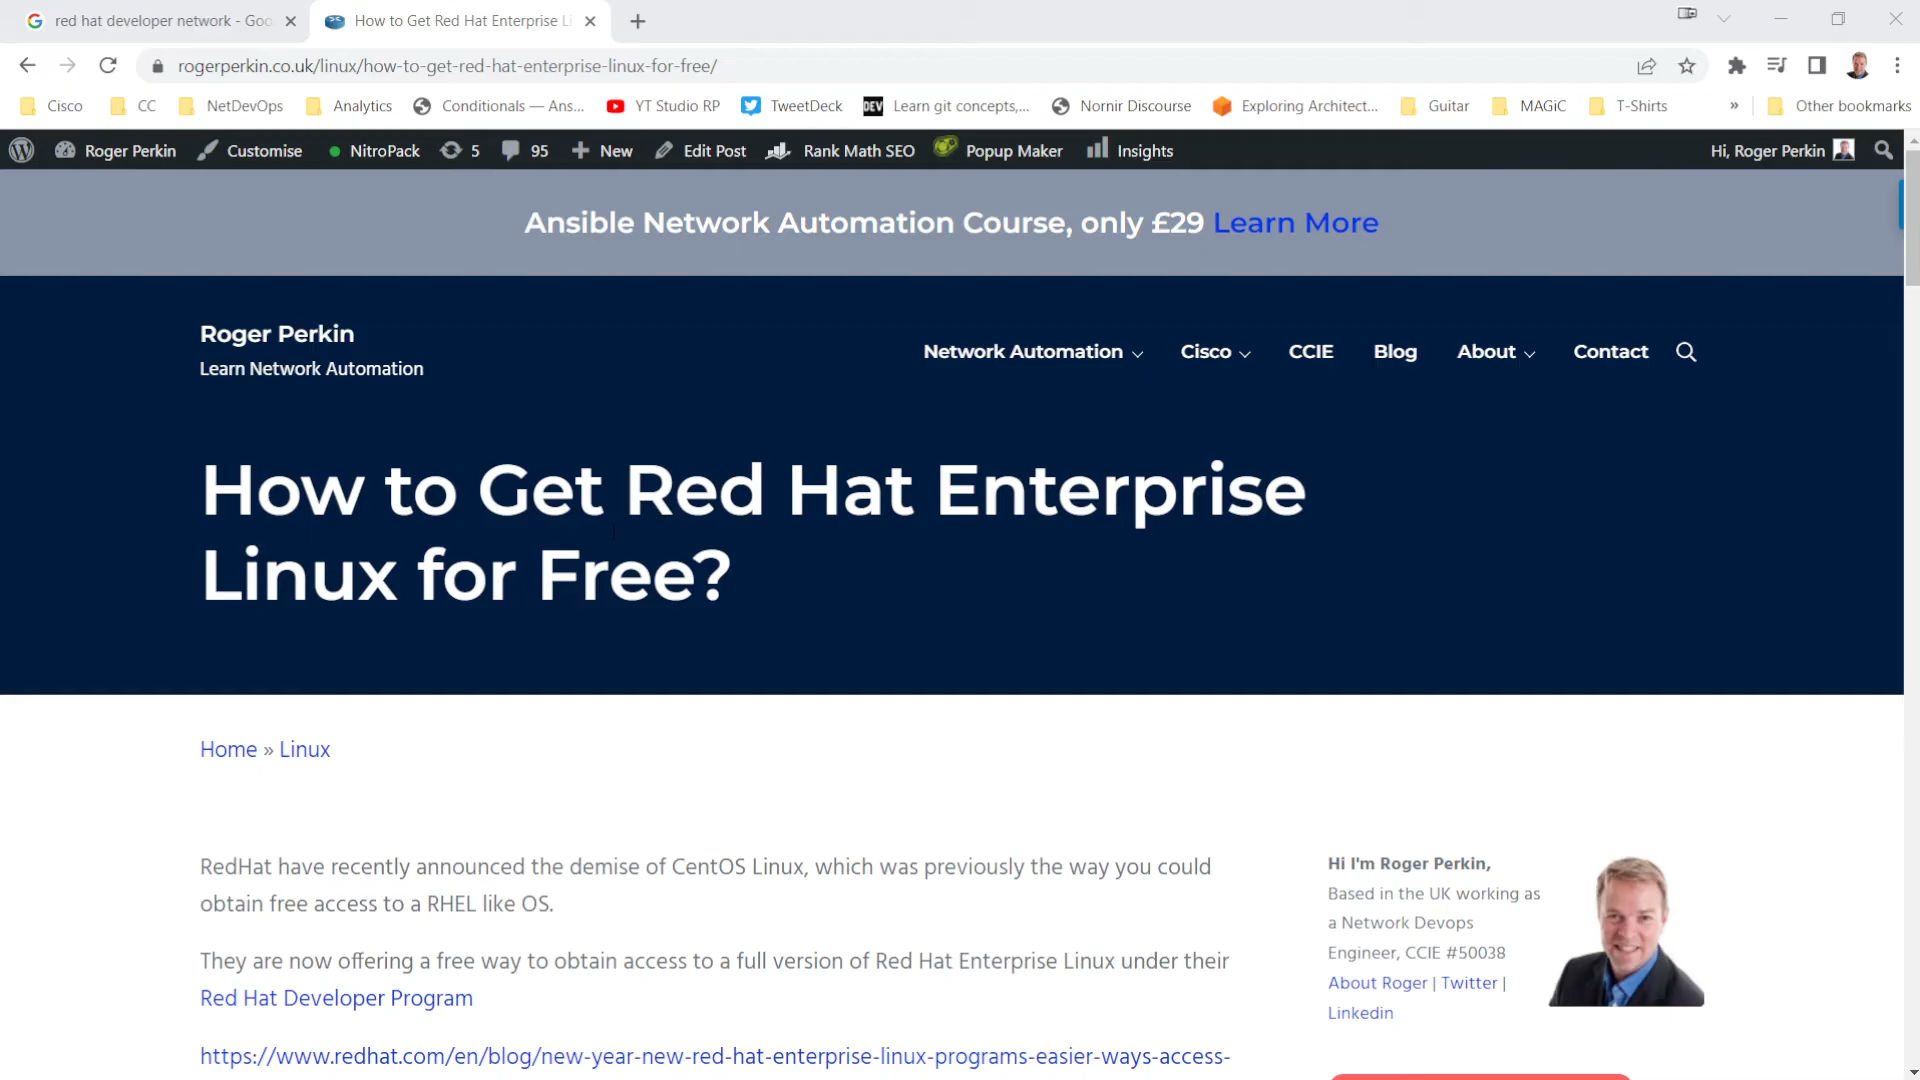 red hat developer network - Goo
How to Get Red Hat Enterprise Li
rogerperkin.co.uk/linux/how-to-get-red-hat-enterprise-linux-for-free/
Cisco CC NetDevOps Analytics Conditionals — Ans... YT Studio RP TweetDeck DEV Learn git concepts,... Nornir Discourse Exploring Architect... Guitar MAGiC T-Shirts » Other bookmarks
Roger Perkin Customise NitroPack 5 95 New Edit Post Rank Math SEO Popup Maker Insights Hi, Roger Perkin
Ansible Network Automation Course, only £29 Learn More
Roger Perkin
Learn Network Automation
Network Automation Cisco CCIE Blog About Contact
How to Get Red Hat Enterprise
Linux for Free?
Home » Linux
RedHat have recently announced the demise of CentOS Linux, which was previously the way you could
obtain free access to a RHEL like OS.
They are now offering a free way to obtain access to a full version of Red Hat Enterprise Linux under their
Red Hat Developer Program
https://www.redhat.com/en/blog/new-year-new-red-hat-enterprise-linux-programs-easier-ways-access-
Hi I'm Roger Perkin,
Based in the UK working as
a Network Devops
Engineer, CCIE #50038
About Roger | Twitter |
Linkedin